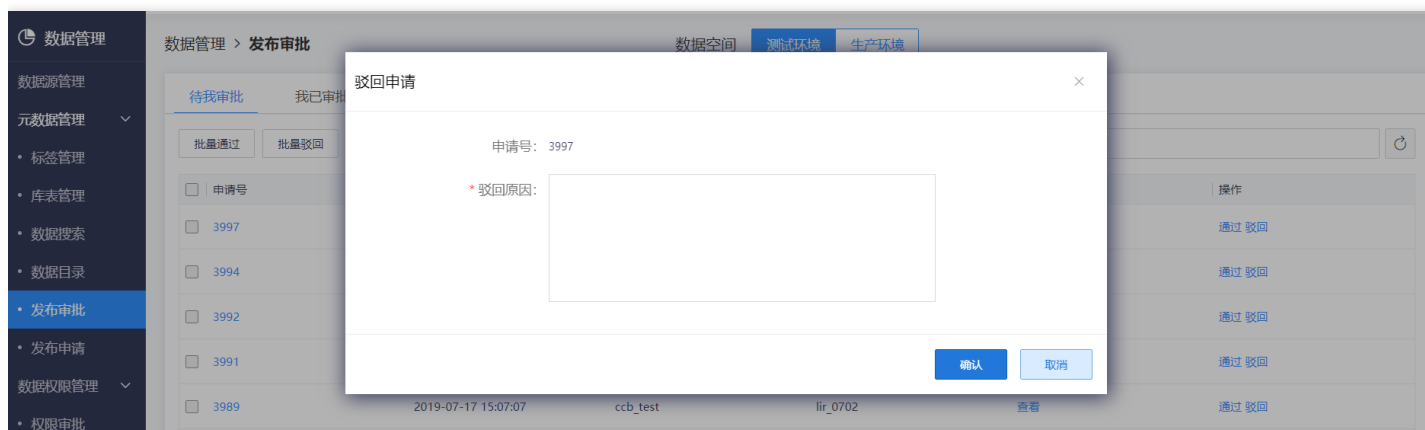 数据管理
数据源管理
元数据管理
• 标签管理
• 库表管理
• 数据搜索
• 数据目录
• 发布审批
• 发布申请
数据权限管理
• 权限审批
数据管理 > 发布审批
数据空间 测试环境 生产环境
待我审批 我已审批
批量通过 批量驳回
申请号 操作
3997 通过 驳回
3994 通过 驳回
3992 通过 驳回
3991 通过 驳回
3989 2019-07-17 15:07:07 ccb_test lir_0702 查看 通过 驳回
驳回申请
申请号: 3997
* 驳回原因:
确认 取消